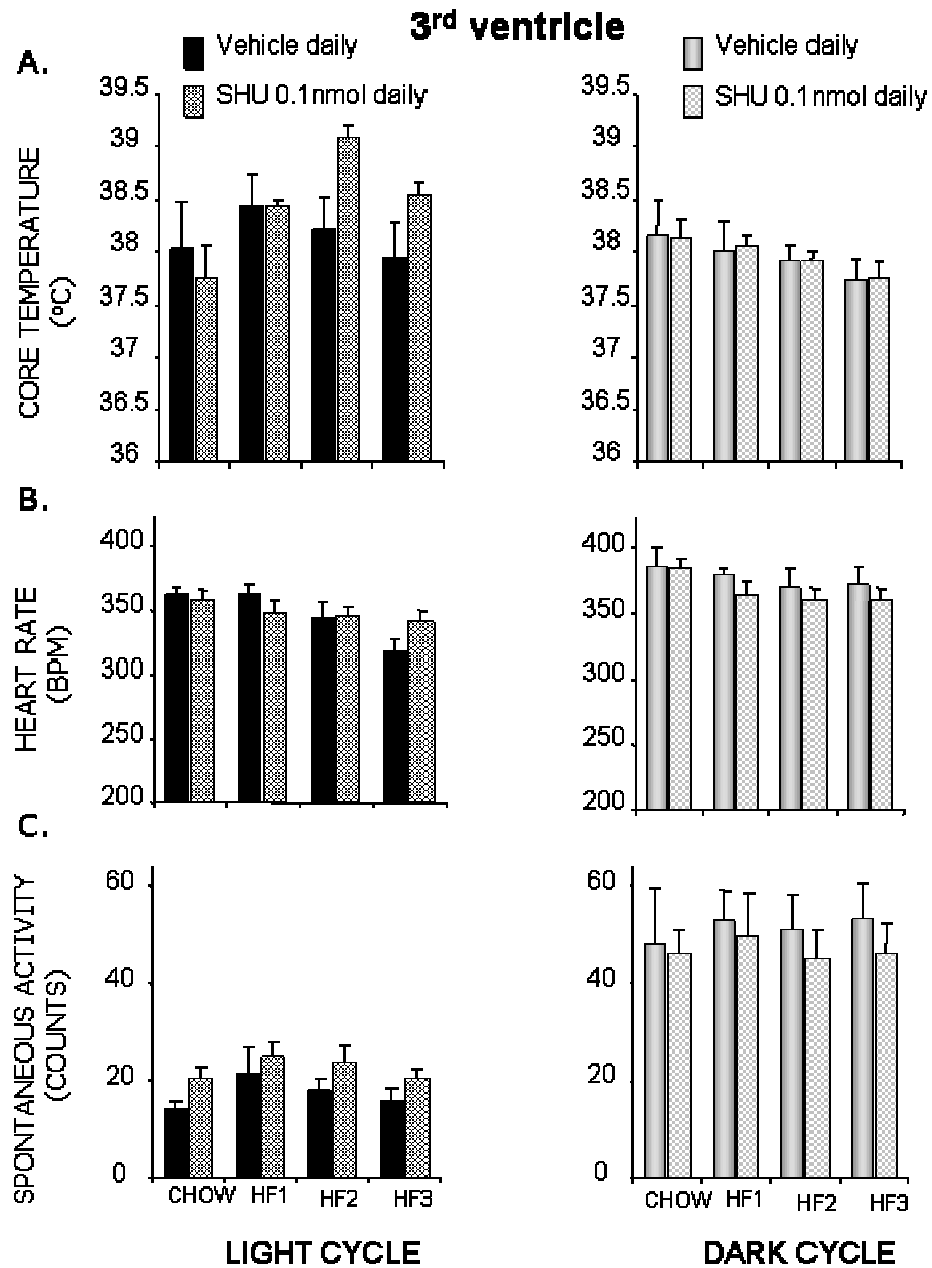 3rd ventricle
A.
Vehicle daily
SHU 0.1nmol daily
Vehicle daily
SHU 0.1nmol daily
CORE TEMPERATURE
(ºC)
39.5
39
38.5
38
37.5
37
36.5
36
39.5
39
38.5
38
37.5
37
36.5
36
B.
HEART RATE
(BPM)
400
350
300
250
200
400
350
300
250
200
C.
SPONTANEOUS ACTIVITY
(COUNTS)
60
40
20
0
60
40
20
0
CHOW HF1 HF2 HF3
CHOW HF1 HF2 HF3
LIGHT CYCLE
DARK CYCLE